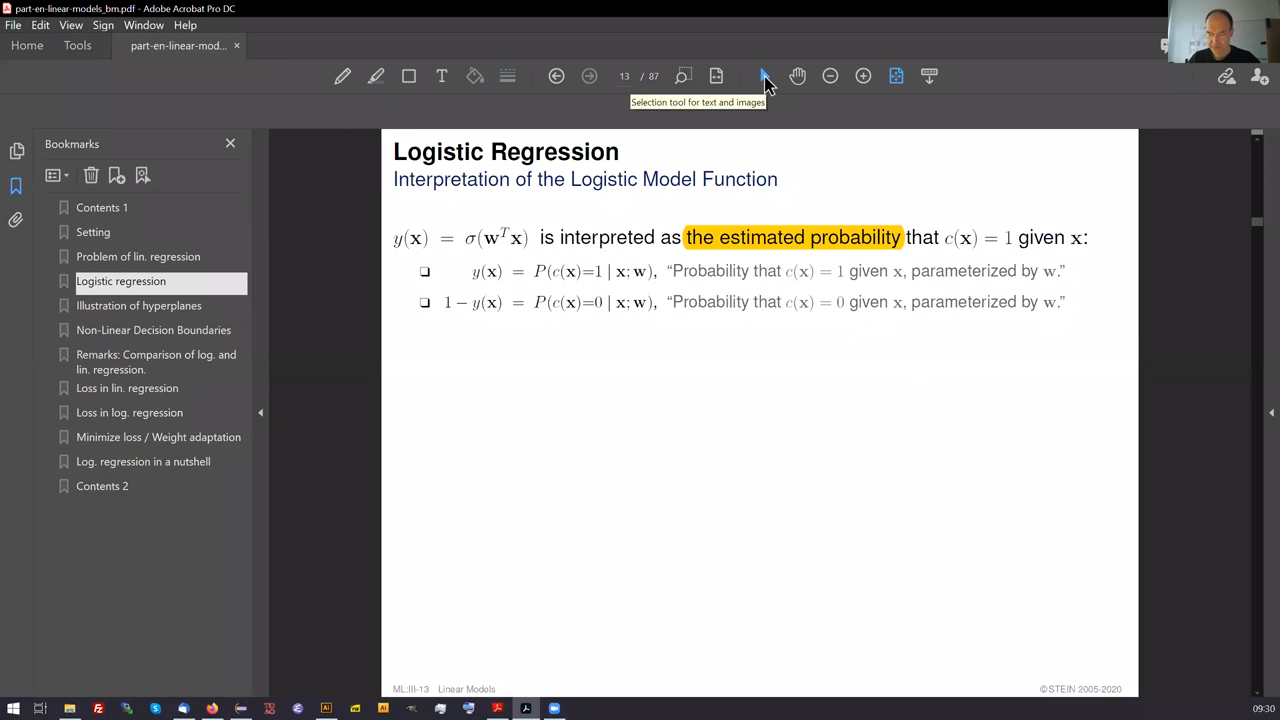 part-en-linear-models_bm.pdf - Adobe Acrobat Pro DC
File Edit View Sign Window Help
Home Tools part-en-linear-mod... ×
13 / 87
Selection tool for text and images
Bookmarks
Contents 1
Setting
Problem of lin. regression
Logistic regression
Illustration of hyperplanes
Non-Linear Decision Boundaries
Remarks: Comparison of log. and
lin. regression.
Loss in lin. regression
Loss in log. regression
Minimize loss / Weight adaptation
Log. regression in a nutshell
Contents 2
Logistic Regression
Interpretation of the Logistic Model Function
y(x) = σ(wᵀx) is interpreted as the estimated probability that c(x) = 1 given x:
❑ y(x) = P(c(x)=1 | x; w), “Probability that c(x) = 1 given x, parameterized by w.”
❑ 1 − y(x) = P(c(x)=0 | x; w), “Probability that c(x) = 0 given x, parameterized by w.”
ML:III-13 Linear Models ©STEIN 2005-2020
09:30